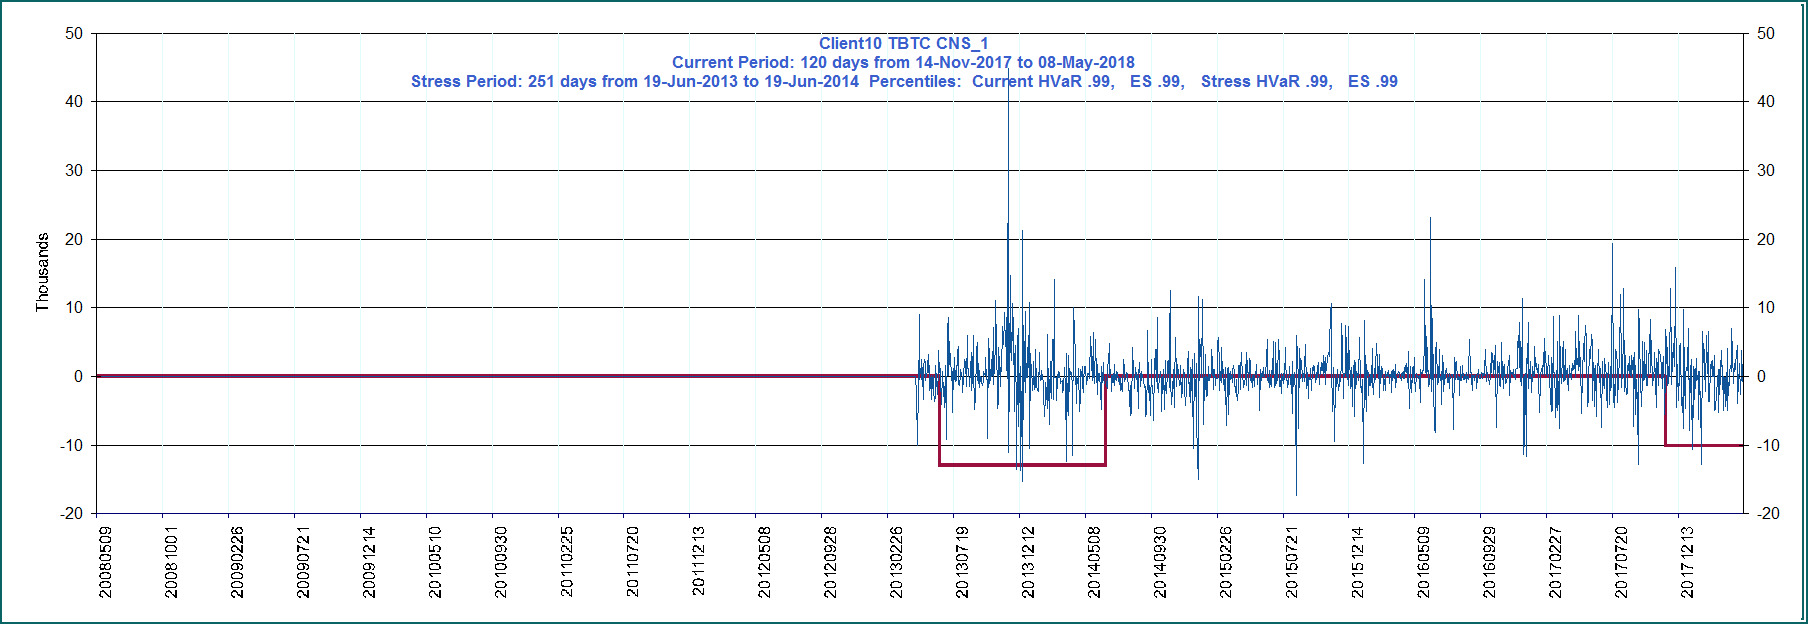 Client10 TBTC CNS_1
Current Period: 120 days from 14-Nov-2017 to 08-May-2018
Stress Period: 251 days from 19-Jun-2013 to 19-Jun-2014  Percentiles:  Current HVaR .99,   ES .99,   Stress HVaR .99,   ES .99
50 50
40 40
30 30
20 20
10 10
0 0
-10 -10
-20 -20
Thousands
20080509 20081001 20090226 20090721 20091214 20100510 20100930 20110225 20110720 20111213 20120508 20120928 20130226 20130719 20131212 20140508 20140930 20150226 20150721 20151214 20160509 20160929 20170227 20170720 20171213